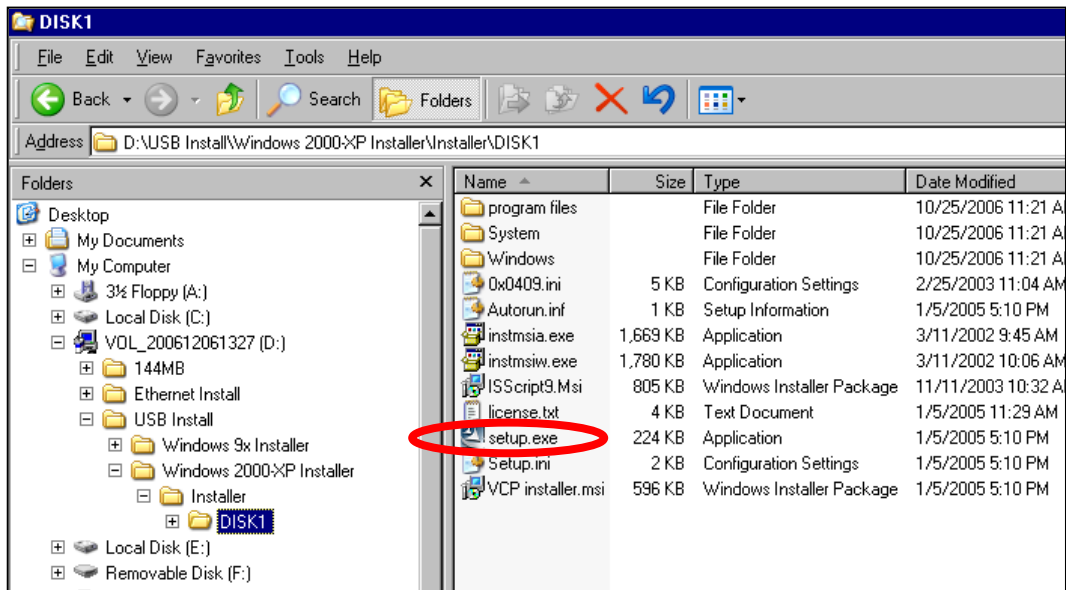 DISK1
File Edit View Favorites Tools Help
Back Search Folders
Address D:\USB Install\Windows 2000-XP Installer\Installer\DISK1
Folders
Desktop
My Documents
My Computer
3½ Floppy (A:)
Local Disk (C:)
VOL_200612061327 (D:)
144MB
Ethernet Install
USB Install
Windows 9x Installer
Windows 2000-XP Installer
Installer
DISK1
Local Disk (E:)
Removable Disk (F:)
Name Size Type Date Modified
program files File Folder 10/25/2006 11:21 A
System File Folder 10/25/2006 11:21 A
Windows File Folder 10/25/2006 11:21 A
0x0409.ini 5 KB Configuration Settings 2/25/2003 11:04 AM
Autorun.inf 1 KB Setup Information 1/5/2005 5:10 PM
instmsia.exe 1,669 KB Application 3/11/2002 9:45 AM
instmsiw.exe 1,780 KB Application 3/11/2002 10:06 AM
ISScript9.Msi 805 KB Windows Installer Package 11/11/2003 10:32 A
license.txt 4 KB Text Document 1/5/2005 11:29 AM
setup.exe 224 KB Application 1/5/2005 5:10 PM
Setup.ini 2 KB Configuration Settings 1/5/2005 5:10 PM
VCP installer.msi 596 KB Windows Installer Package 1/5/2005 5:10 PM